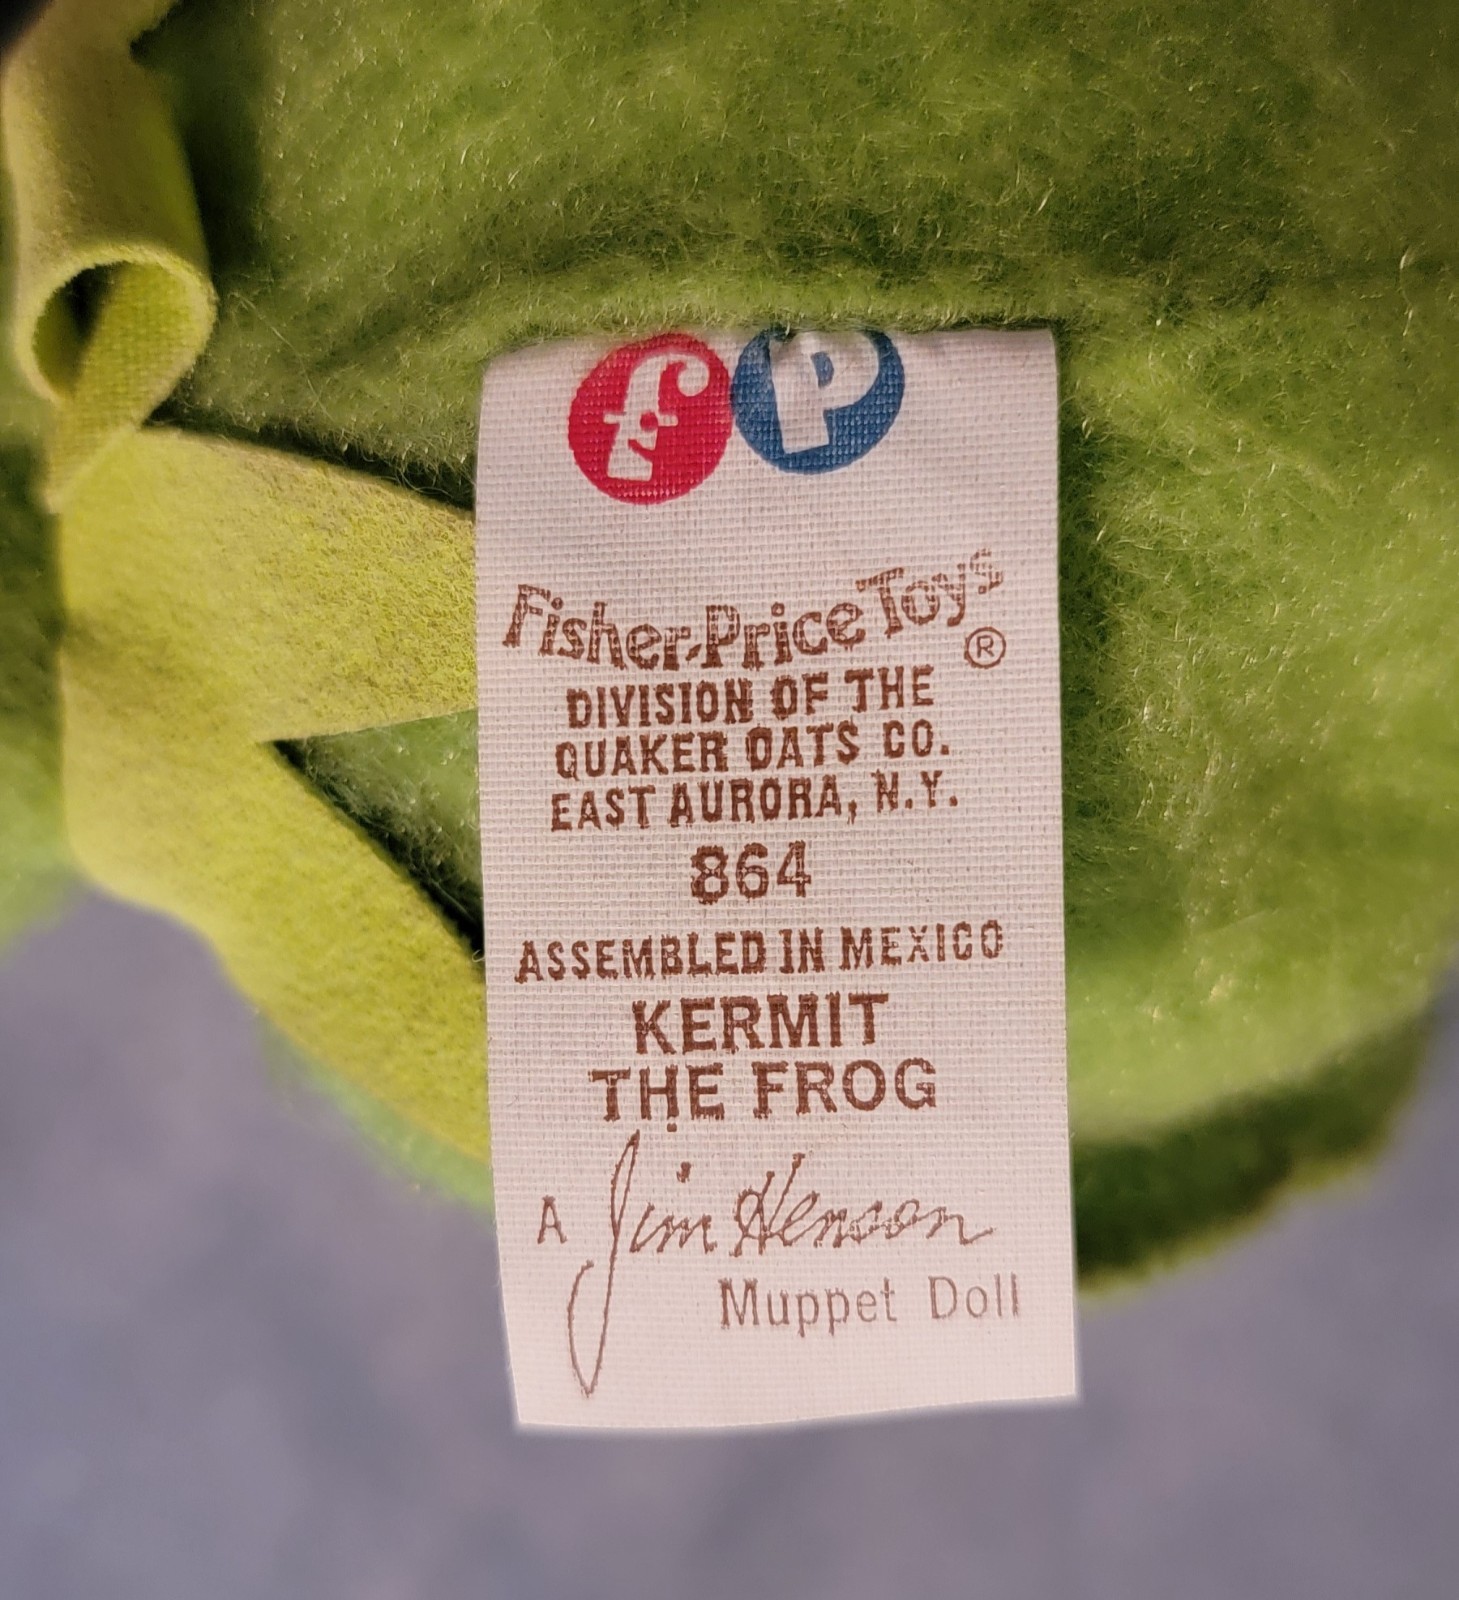 f P
Fisher-Price Toys ®
DIVISION OF THE
QUAKER OATS CO.
EAST AURORA, N.Y.
864
ASSEMBLED IN MEXICO
KERMIT
THE FROG
A Jim Henson
Muppet Doll